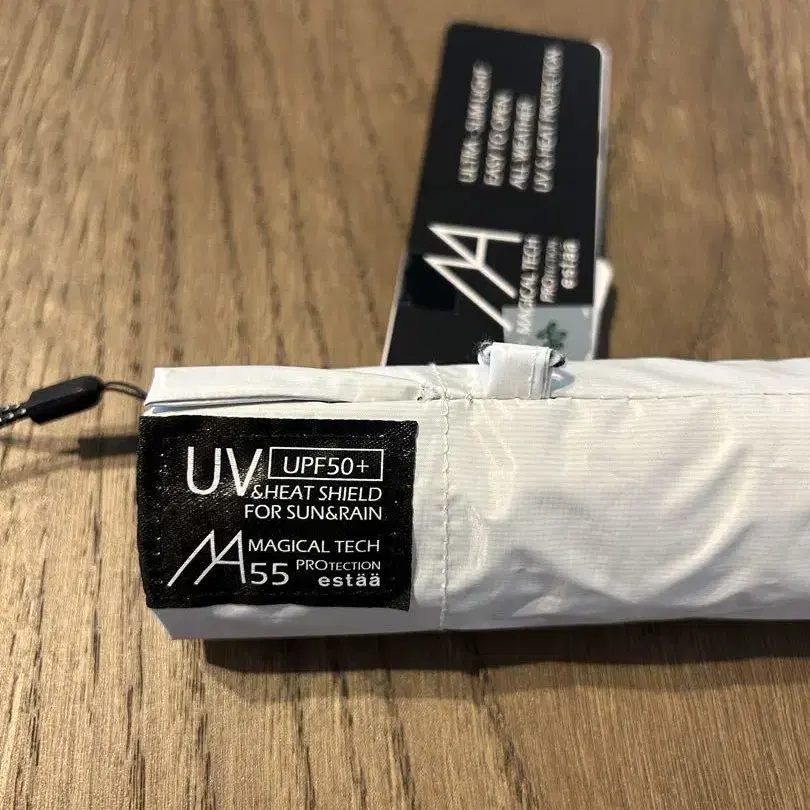 ULTRA - SLIM LIGHT
EASY TO OPEN
ALL WEATHER
UV & HEAT PROTECTION
MAGICAL TECH
PROTECTION
estää
UV UPF50+
&HEAT SHIELD
FOR SUN&RAIN
MAGICAL TECH
55 PROTECTION
estää